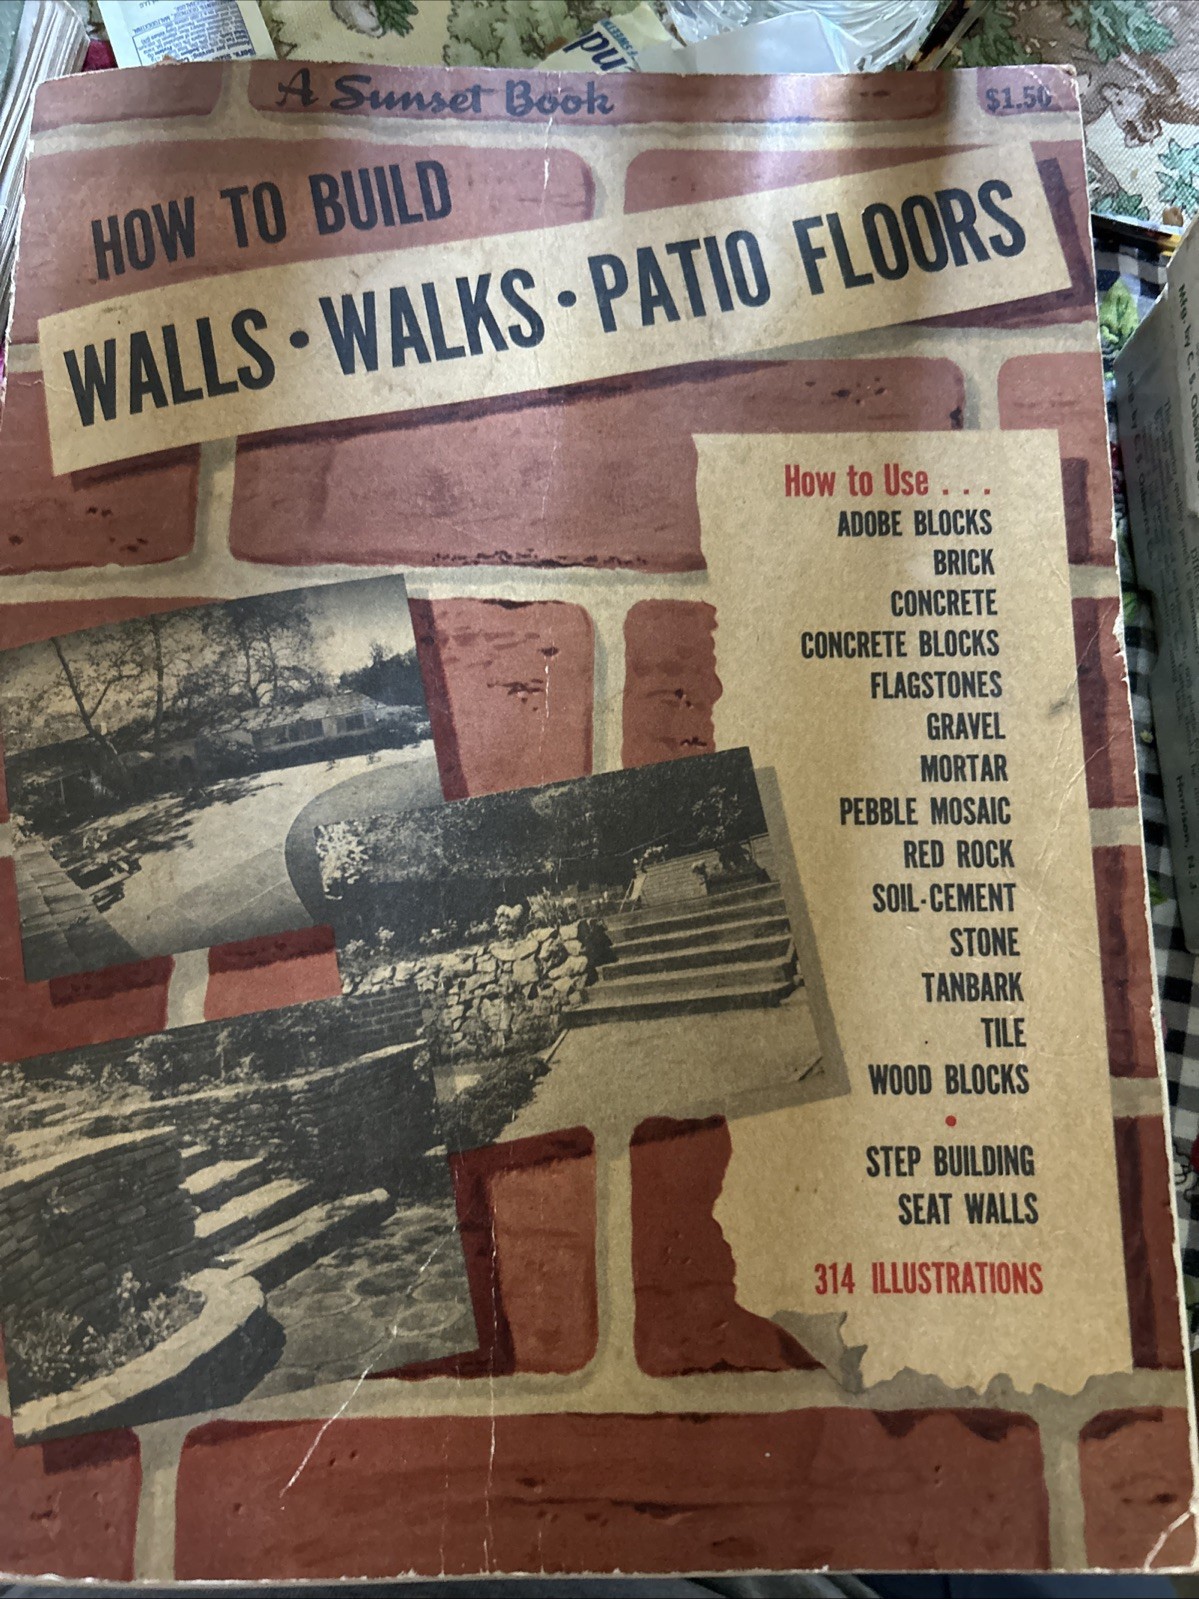 A Sunset Book
$1.50
HOW TO BUILD
WALLS • WALKS • PATIO FLOORS
How to Use . . .
ADOBE BLOCKS
BRICK
CONCRETE
CONCRETE BLOCKS
FLAGSTONES
GRAVEL
MORTAR
PEBBLE MOSAIC
RED ROCK
SOIL-CEMENT
STONE
TANBARK
TILE
WOOD BLOCKS
•
STEP BUILDING
SEAT WALLS
314 ILLUSTRATIONS